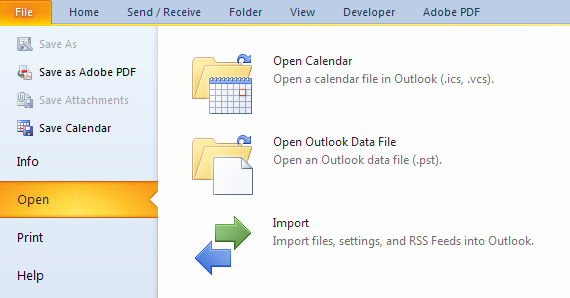 File Home Send / Receive Folder View Developer Adobe PDF
Save As
Save as Adobe PDF
Save Attachments
Save Calendar
Info
Open
Print
Help
Open Calendar
Open a calendar file in Outlook (.ics, .vcs).
Open Outlook Data File
Open an Outlook data file (.pst).
Import
Import files, settings, and RSS Feeds into Outlook.